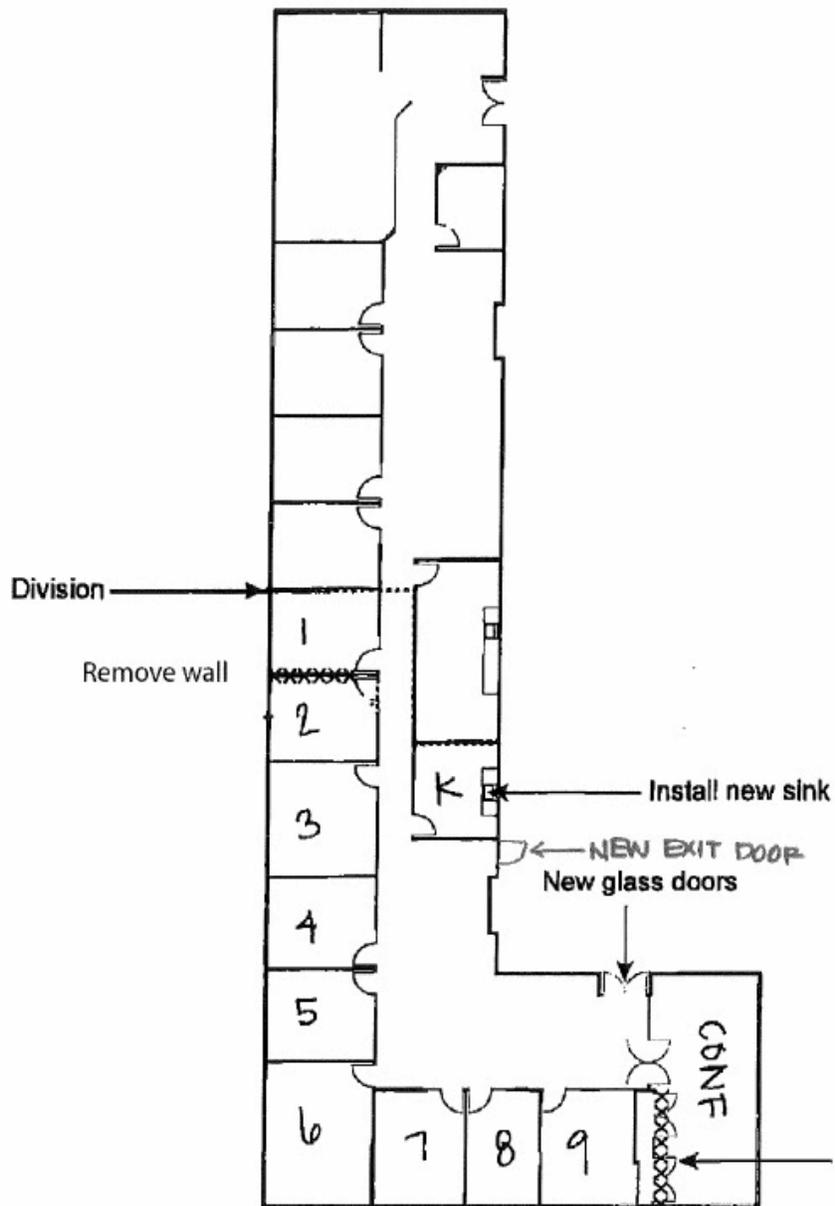 Division
1
Remove wall
2
K
Install new sink
3
NEW EXIT DOOR
New glass doors
4
5
CONF
6
7
8
9